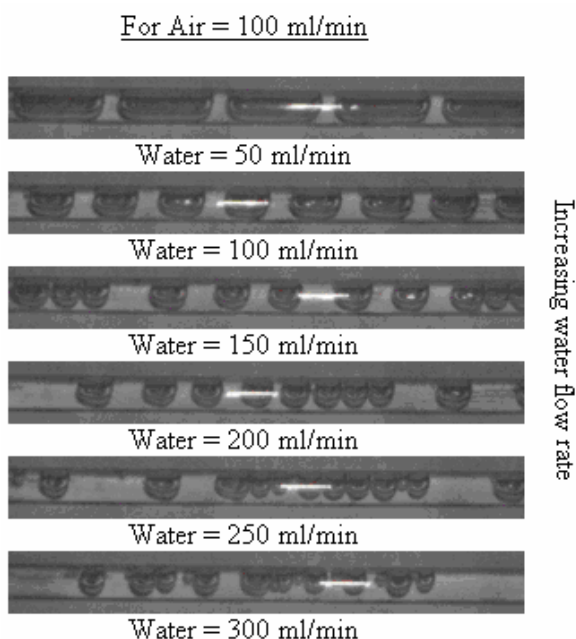 For Air = 100 ml/min
Water = 50 ml/min
Water = 100 ml/min
Water = 150 ml/min
Water = 200 ml/min
Water = 250 ml/min
Water = 300 ml/min
Increasing water flow rate